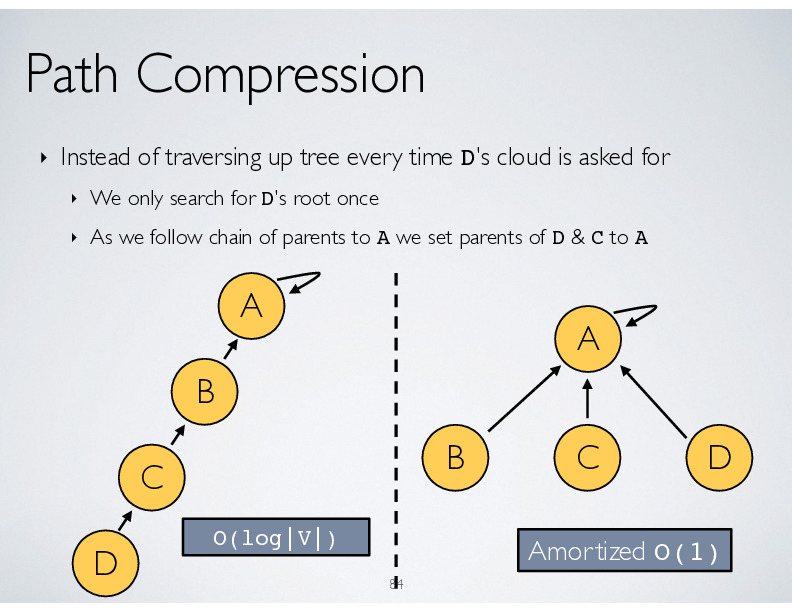 Path Compression
‣ Instead of traversing up tree every time D's cloud is asked for
‣ We only search for D's root once
‣ As we follow chain of parents to A we set parents of D & C to A
A
B
C
D
O(log|V|)
A
B C D
Amortized O(1)
84